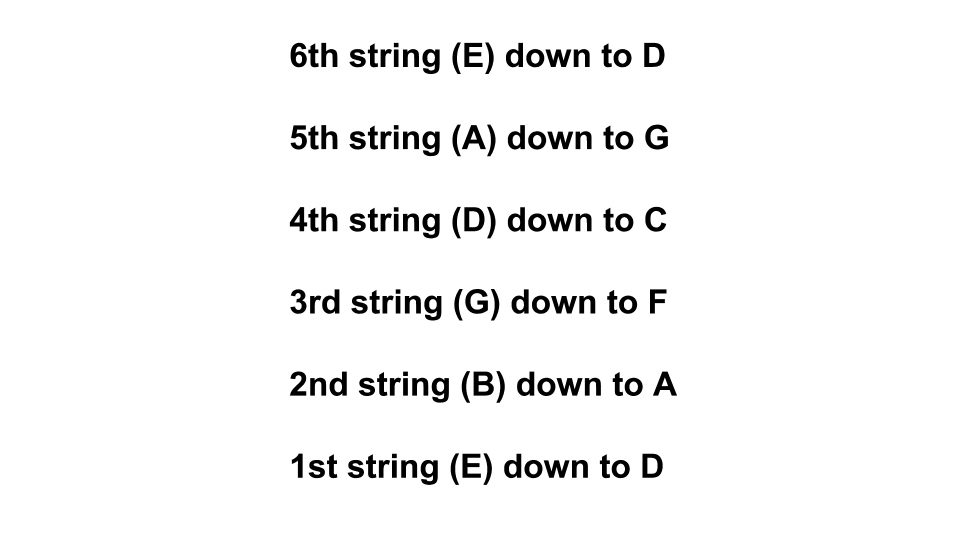 6th string (E) down to D
5th string (A) down to G
4th string (D) down to C
3rd string (G) down to F
2nd string (B) down to A
1st string (E) down to D